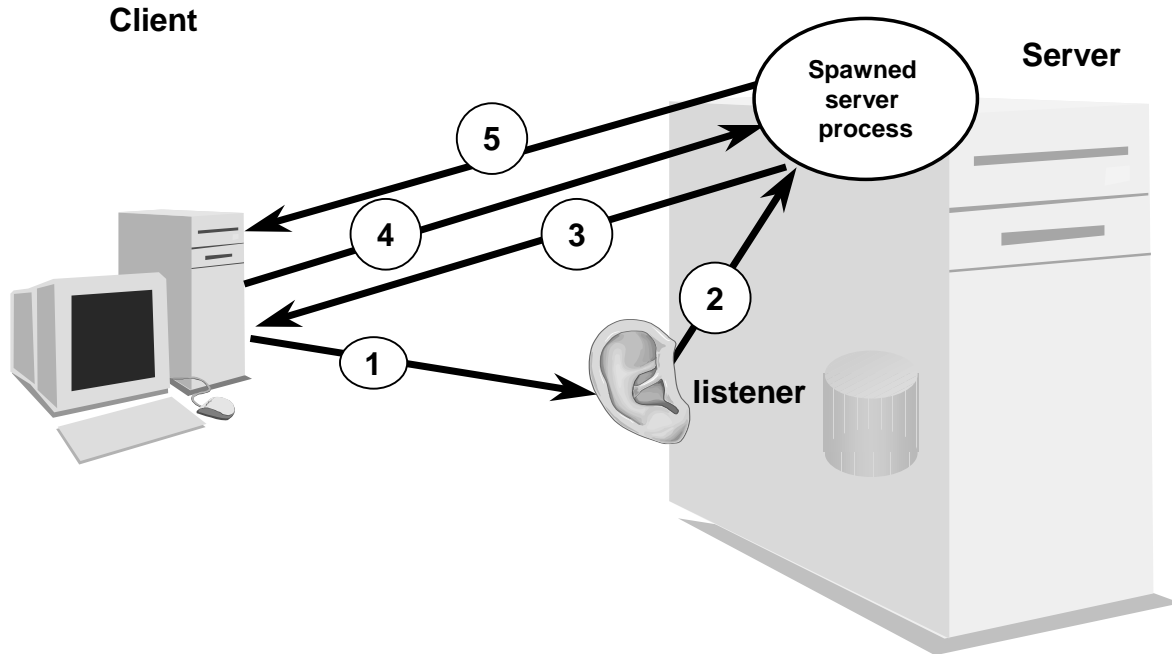 Client
Server
Spawned
server
process
5
4
3
2
1
listener